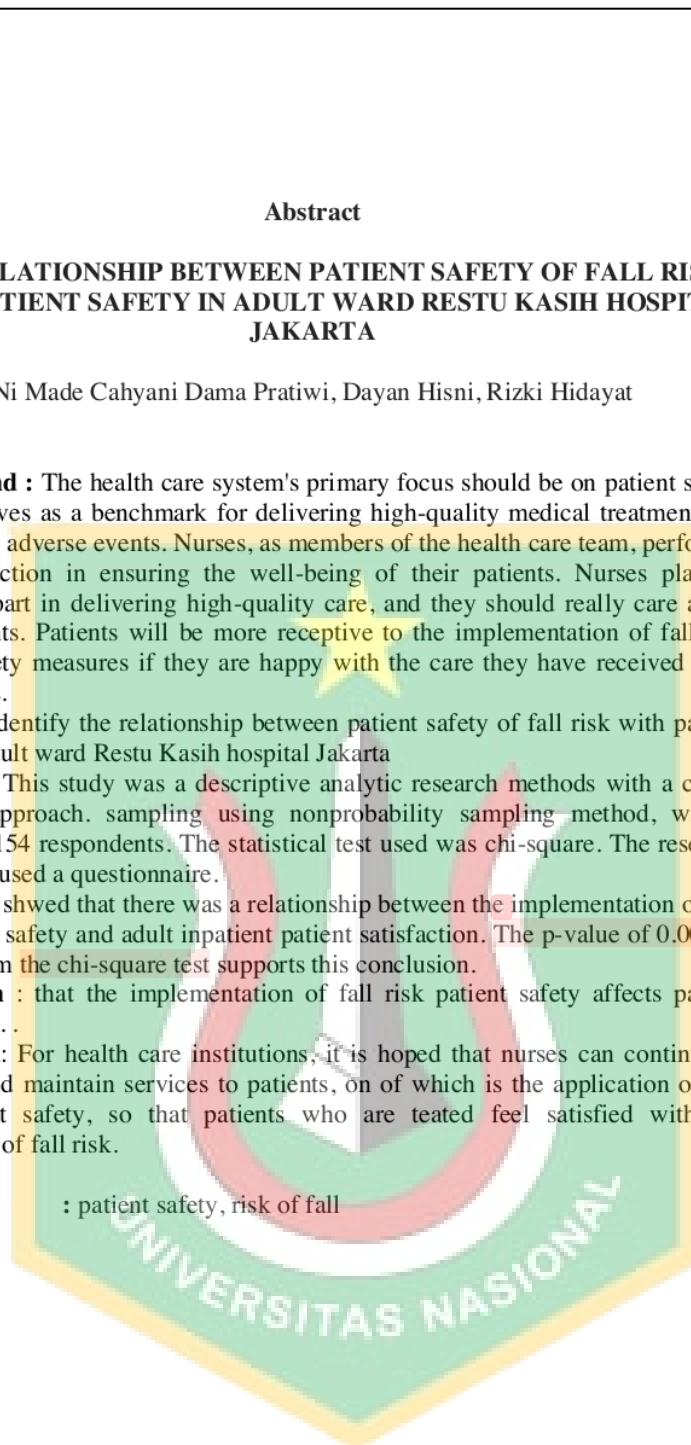 Abstract
LATIONSHIP BETWEEN PATIENT SAFETY OF FALL RIS
TIENT SAFETY IN ADULT WARD RESTU KASIH HOSPIT
JAKARTA
Ni Made Cahyani Dama Pratiwi, Dayan Hisni, Rizki Hidayat
nd : The health care system's primary focus should be on patient s
ves as a benchmark for delivering high-quality medical treatmen
adverse events. Nurses, as members of the health care team, perfo
ction in ensuring the well-being of their patients. Nurses pla
part in delivering high-quality care, and they should really care a
nts. Patients will be more receptive to the implementation of fall
ety measures if they are happy with the care they have received
s.
dentify the relationship between patient safety of fall risk with pa
ult ward Restu Kasih hospital Jakarta
This study was a descriptive analytic research methods with a c
pproach. sampling using nonprobability sampling method, w
154 respondents. The statistical test used was chi-square. The rese
used a questionnaire.
shwed that there was a relationship between the implementation o
safety and adult inpatient patient satisfaction. The p-value of 0.00
m the chi-square test supports this conclusion.
n : that the implementation of fall risk patient safety affects pa
. .
: For health care institutions, it is hoped that nurses can contin
d maintain services to patients, on of which is the application o
t safety, so that patients who are teated feel satisfied with
of fall risk.
: patient safety, risk of fall
UNIVERSITAS NASIONAL